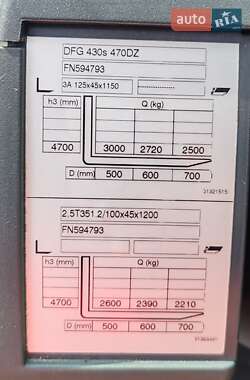 AUTO RIA
DFG 430s 470DZ
FN594793
3A 125x45x1150
h3 (mm) Q (kg)
4700 3000 2720 2500
D (mm) 500 600 700
2,5T351.2/100x45x1200
FN594793
h3 (mm) Q (kg)
4700 2600 2390 2210
D (mm) 500 600 700